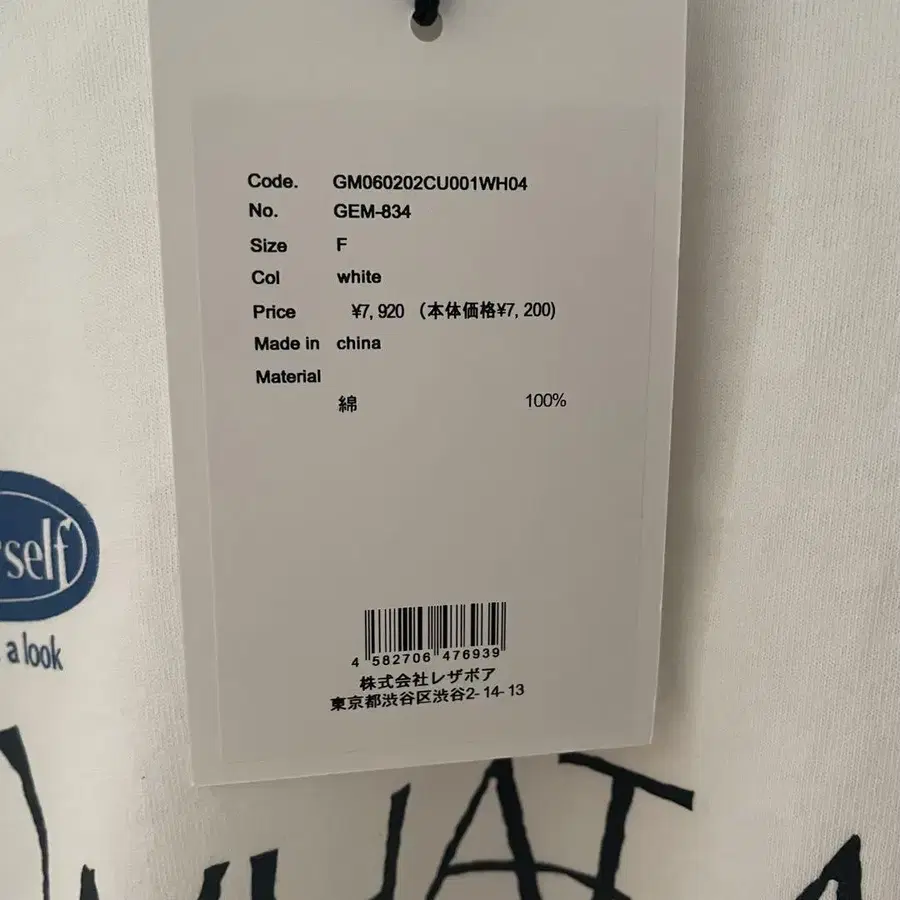 Code. GM060202CU001WH04
No. GEM-834
Size F
Col white
Price ¥7,920 (本体価格¥7,200)
Made in china
Material
綿 100%
self
a look
4 582706 476939
株式会社レザボア
東京都渋谷区渋谷2-14-13
WHAT